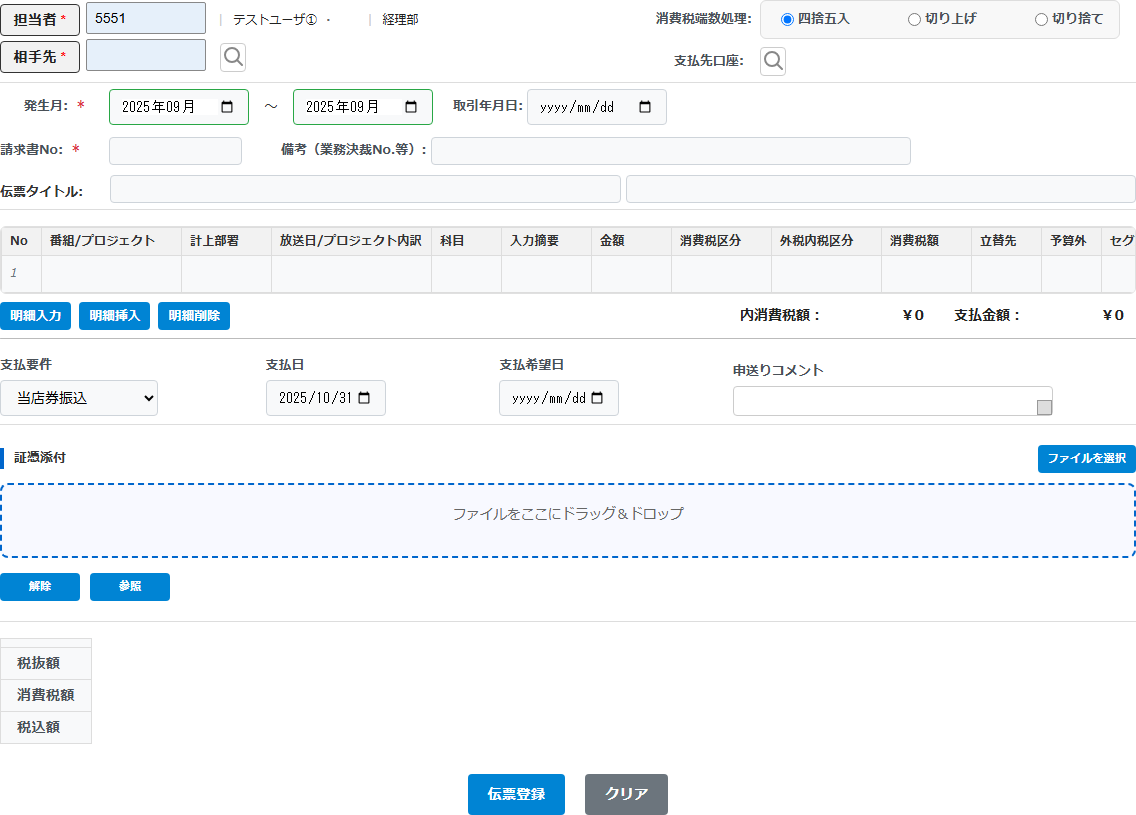 担当者 * 5551 | テストユーザ① ・ | 経理部 消費税端数処理: 四捨五入 切り上げ 切り捨て
相手先 * 支払先口座:
発生月: * 2025年09月 ～ 2025年09月 取引年月日: yyyy/mm/dd
請求書No: * 備考（業務決裁No.等）:
伝票タイトル:
No 番組/プロジェクト 計上部署 放送日/プロジェクト内訳 科目 入力摘要 金額 消費税区分 外税内税区分 消費税額 立替先 予算外 セグ
1
明細入力 明細挿入 明細削除 内消費税額： ¥0 支払金額： ¥0
支払要件 支払日 支払希望日 申送りコメント
当店券振込 2025/10/31 yyyy/mm/dd
証憑添付 ファイルを選択
ファイルをここにドラッグ＆ドロップ
解除 参照
税抜額
消費税額
税込額
伝票登録 クリア